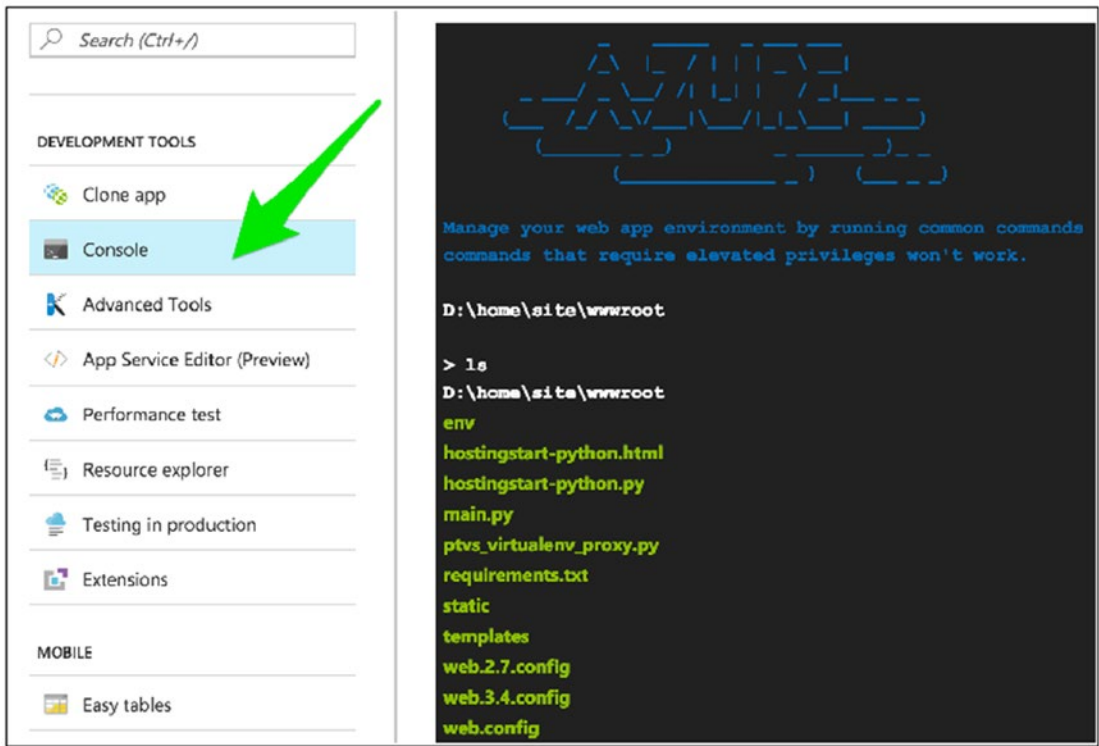 Search (Ctrl+/)
DEVELOPMENT TOOLS
Clone app
Console
Advanced Tools
App Service Editor (Preview)
Performance test
Resource explorer
Testing in production
Extensions
MOBILE
Easy tables
AZURE
Manage your web app environment by running common commands
commands that require elevated privileges won't work.
D:\home\site\wwwroot
> ls
D:\home\site\wwwroot
env
hostingstart-python.html
hostingstart-python.py
main.py
ptvs_virtualenv_proxy.py
requirements.txt
static
templates
web.2.7.config
web.3.4.config
web.config